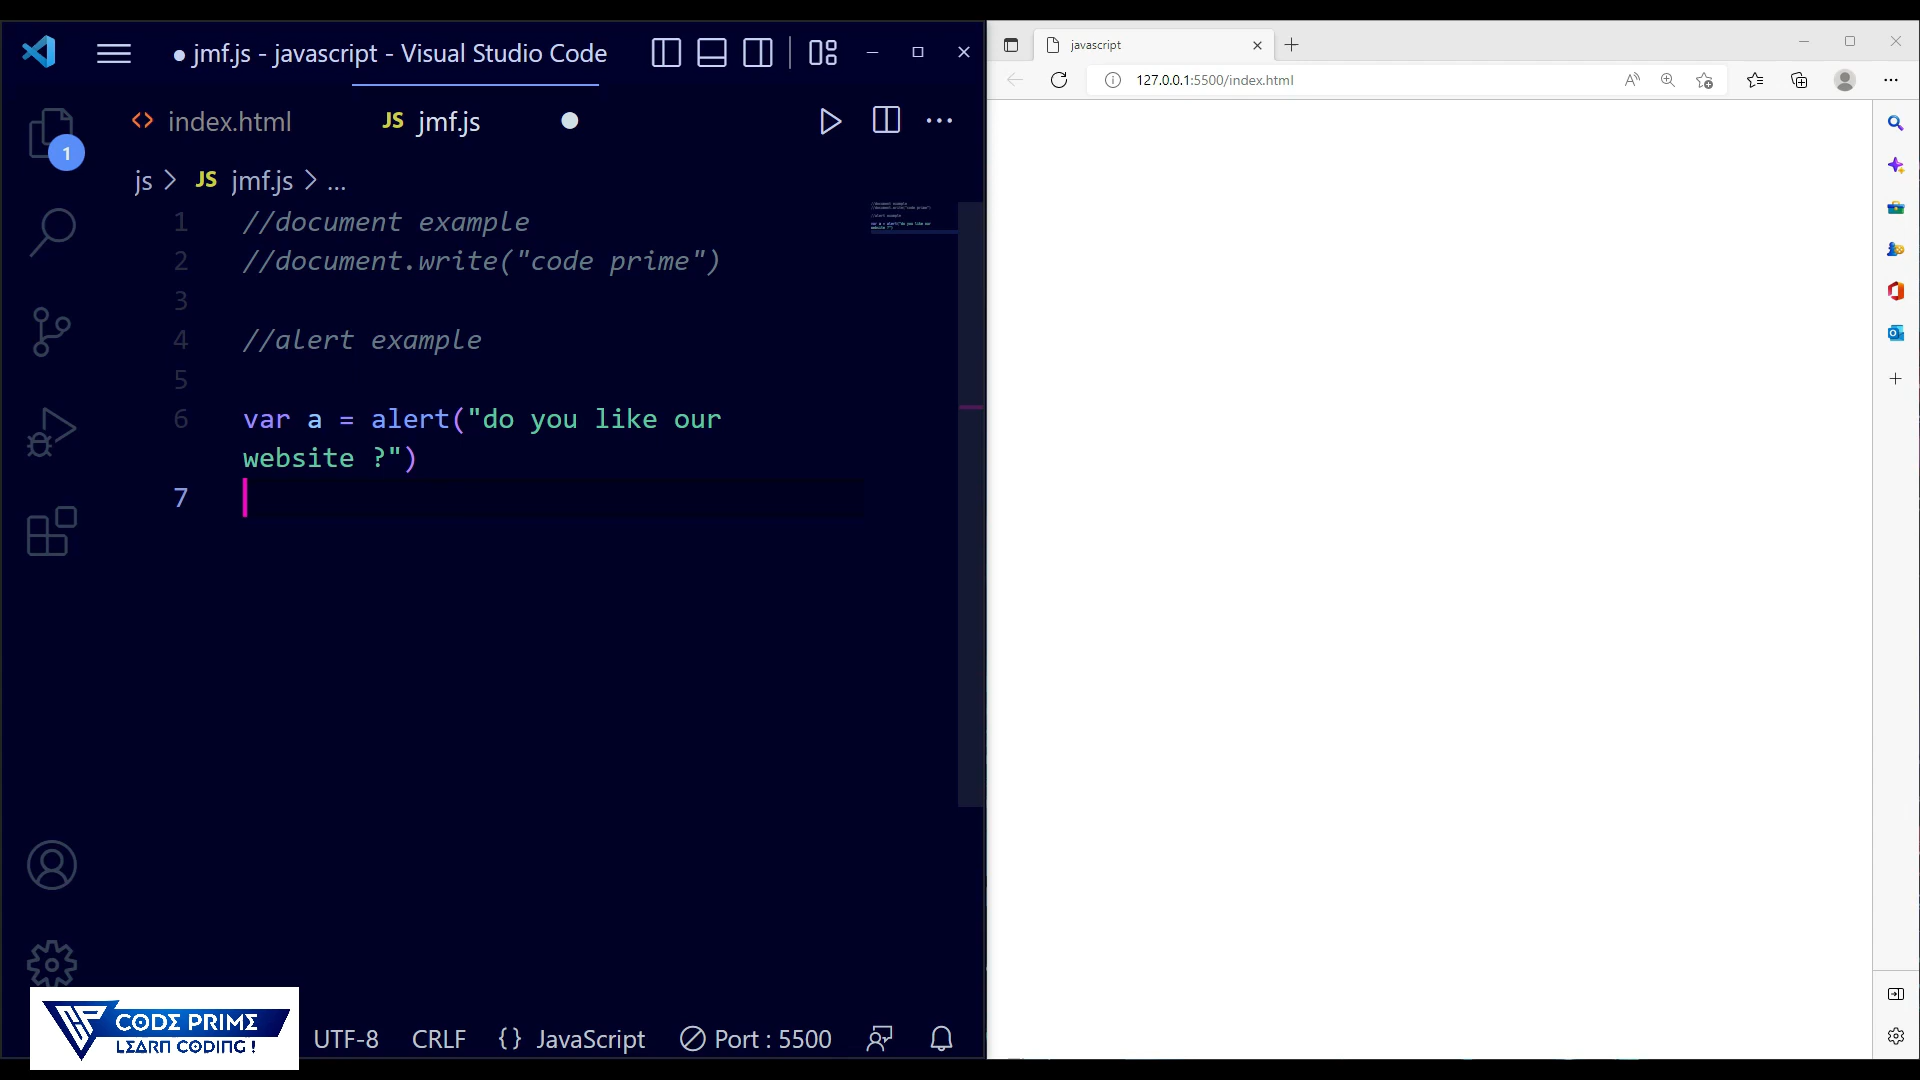 ● jmf.js - javascript - Visual Studio Code
index.html
JS jmf.js
1
js > JS jmf.js > ...
1 //document example
2 //document.write("code prime")
3
4 //alert example
5
6 var a = alert("do you like our
website ?")
7
CODE PRIME
LEARN CODING !
UTF-8 CRLF {} JavaScript Port : 5500
javascript
127.0.0.1:5500/index.html